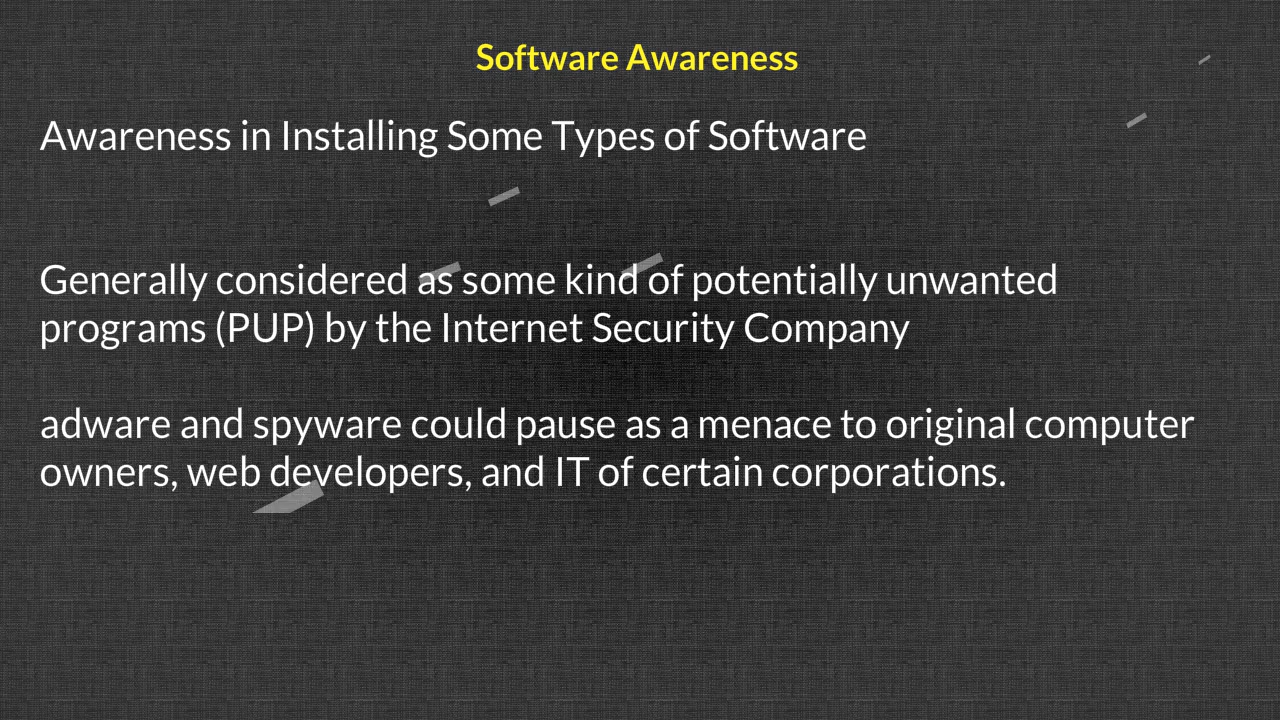 Software Awareness
Awareness in Installing Some Types of Software
Generally considered as some kind of potentially unwanted
programs (PUP) by the Internet Security Company
adware and spyware could pause as a menace to original computer
owners, web developers, and IT of certain corporations.